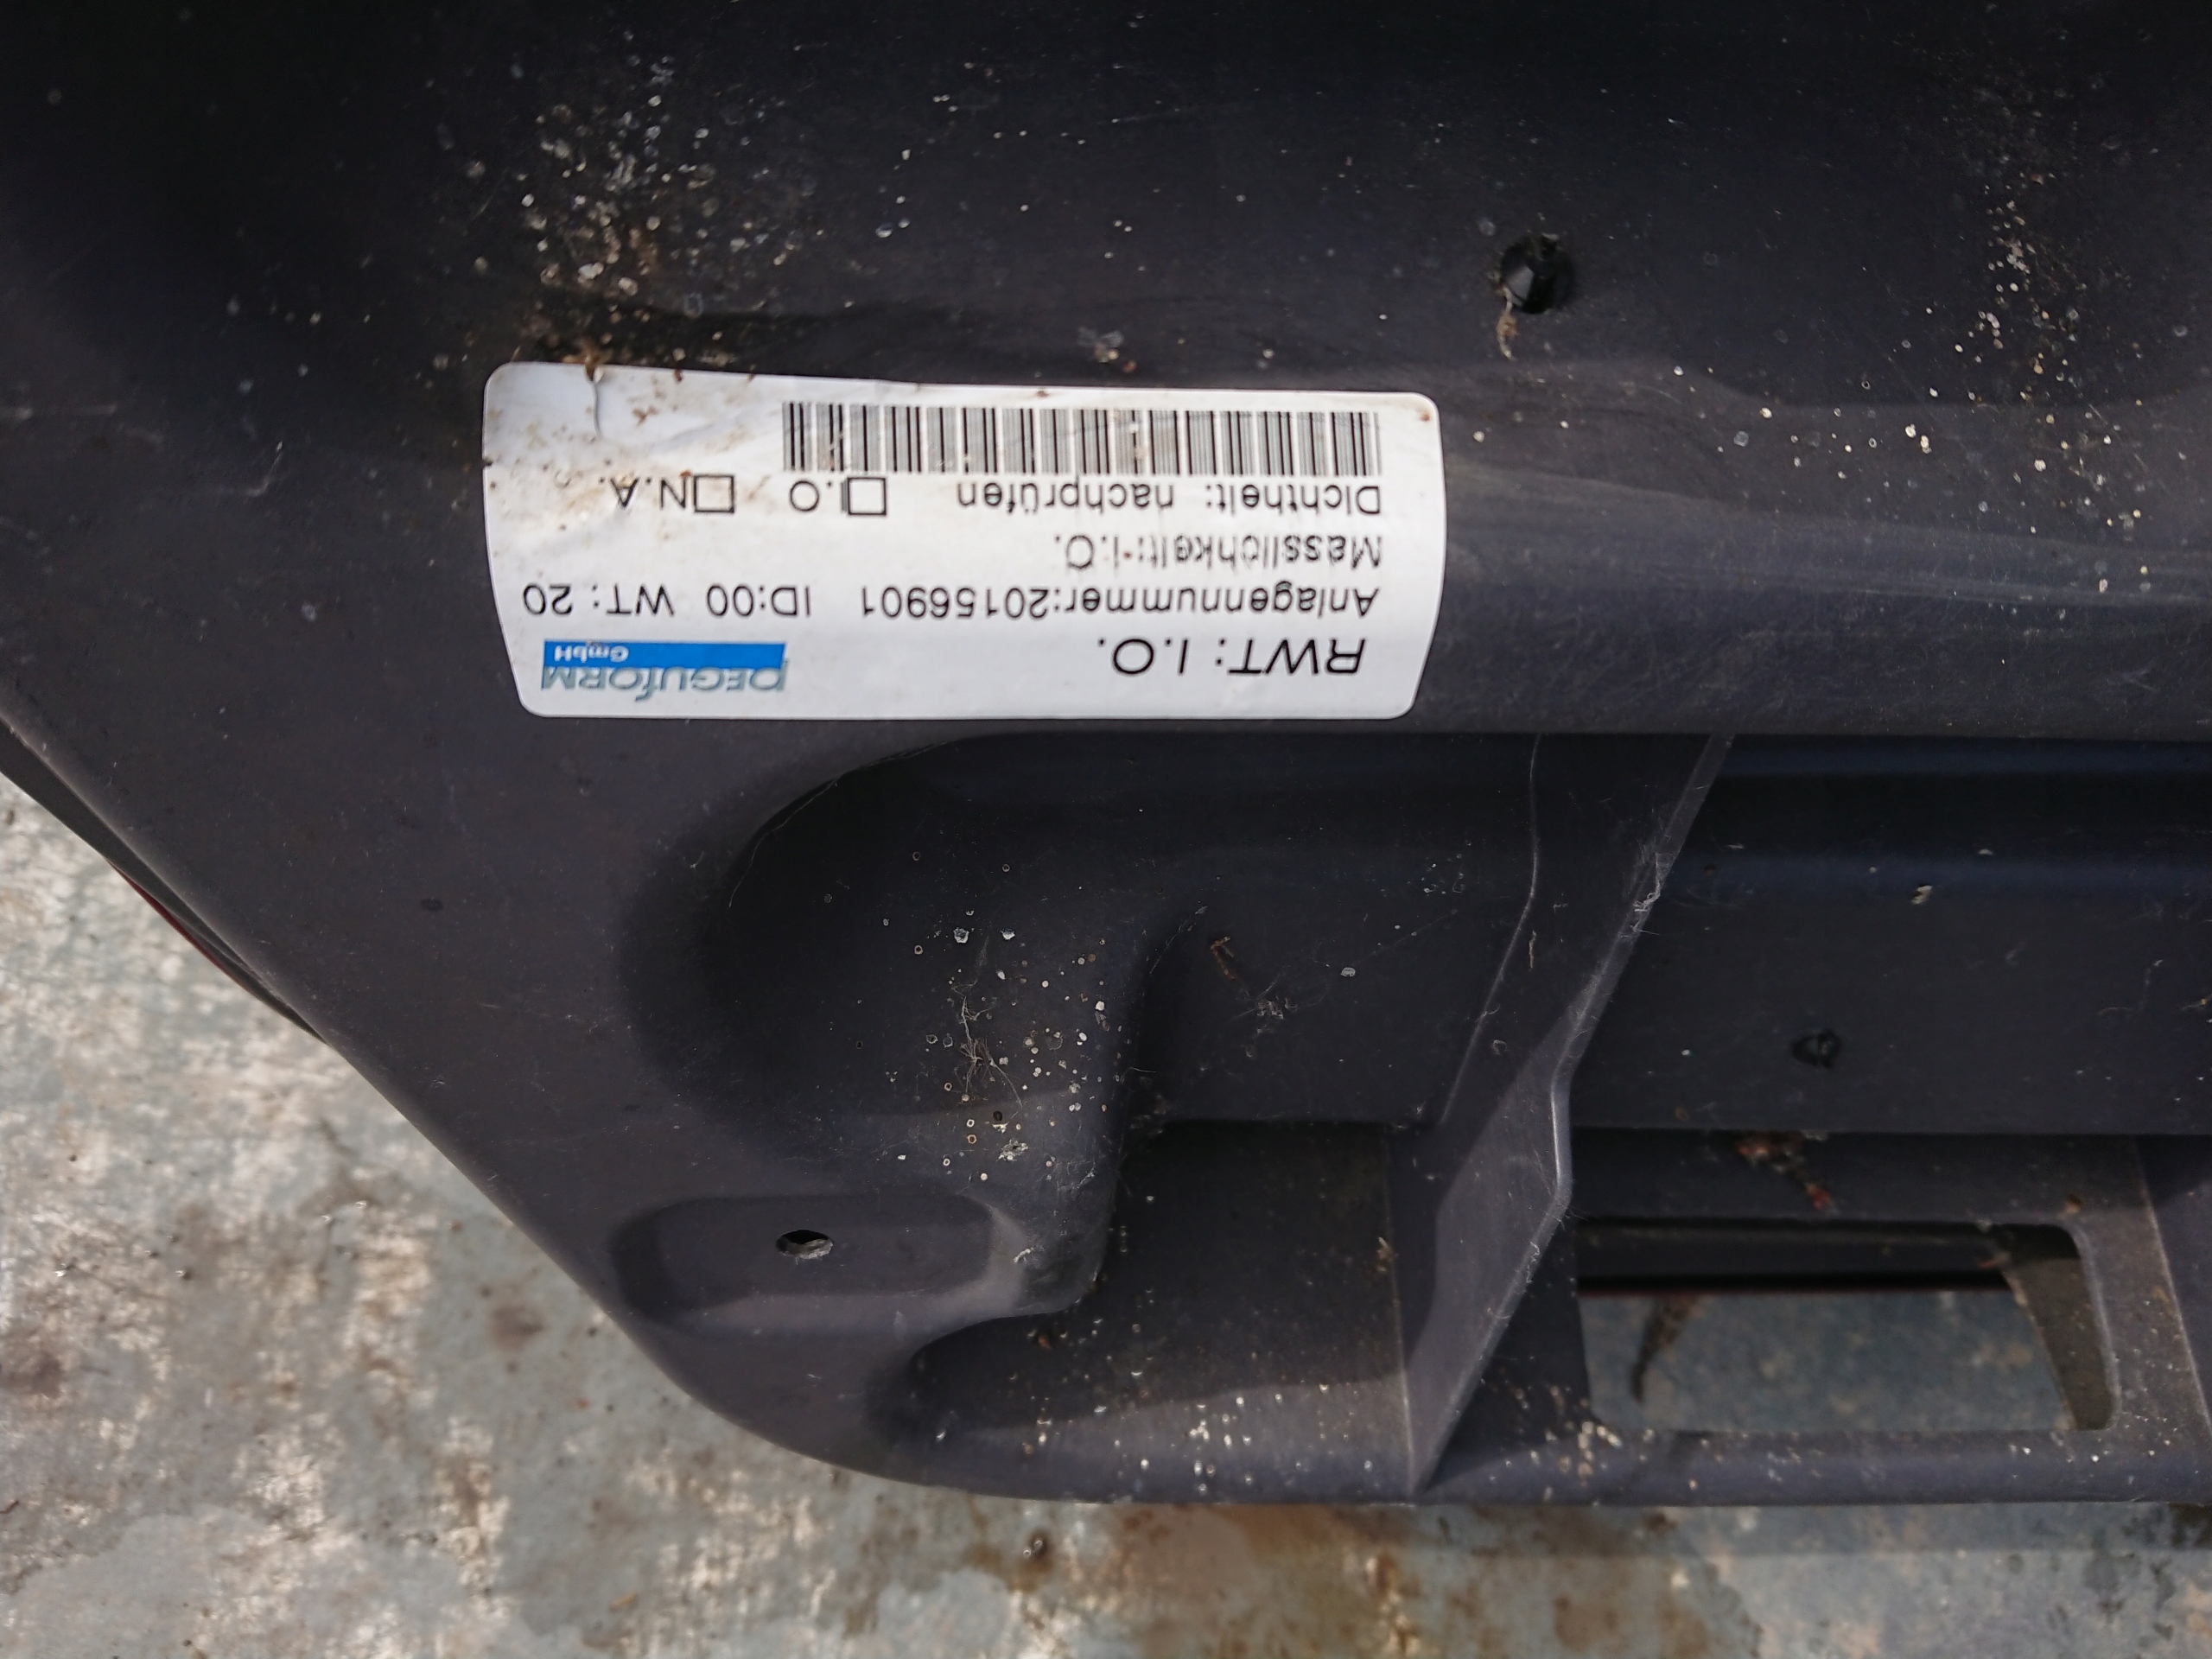 RWT: I.O.
PEGUfORM
GmbH
Anlagennummer:20156901 ID:00 WT: 20
Masslichkeit: i.O.
Dichtheit: nachprüfen □I.O □N.A.